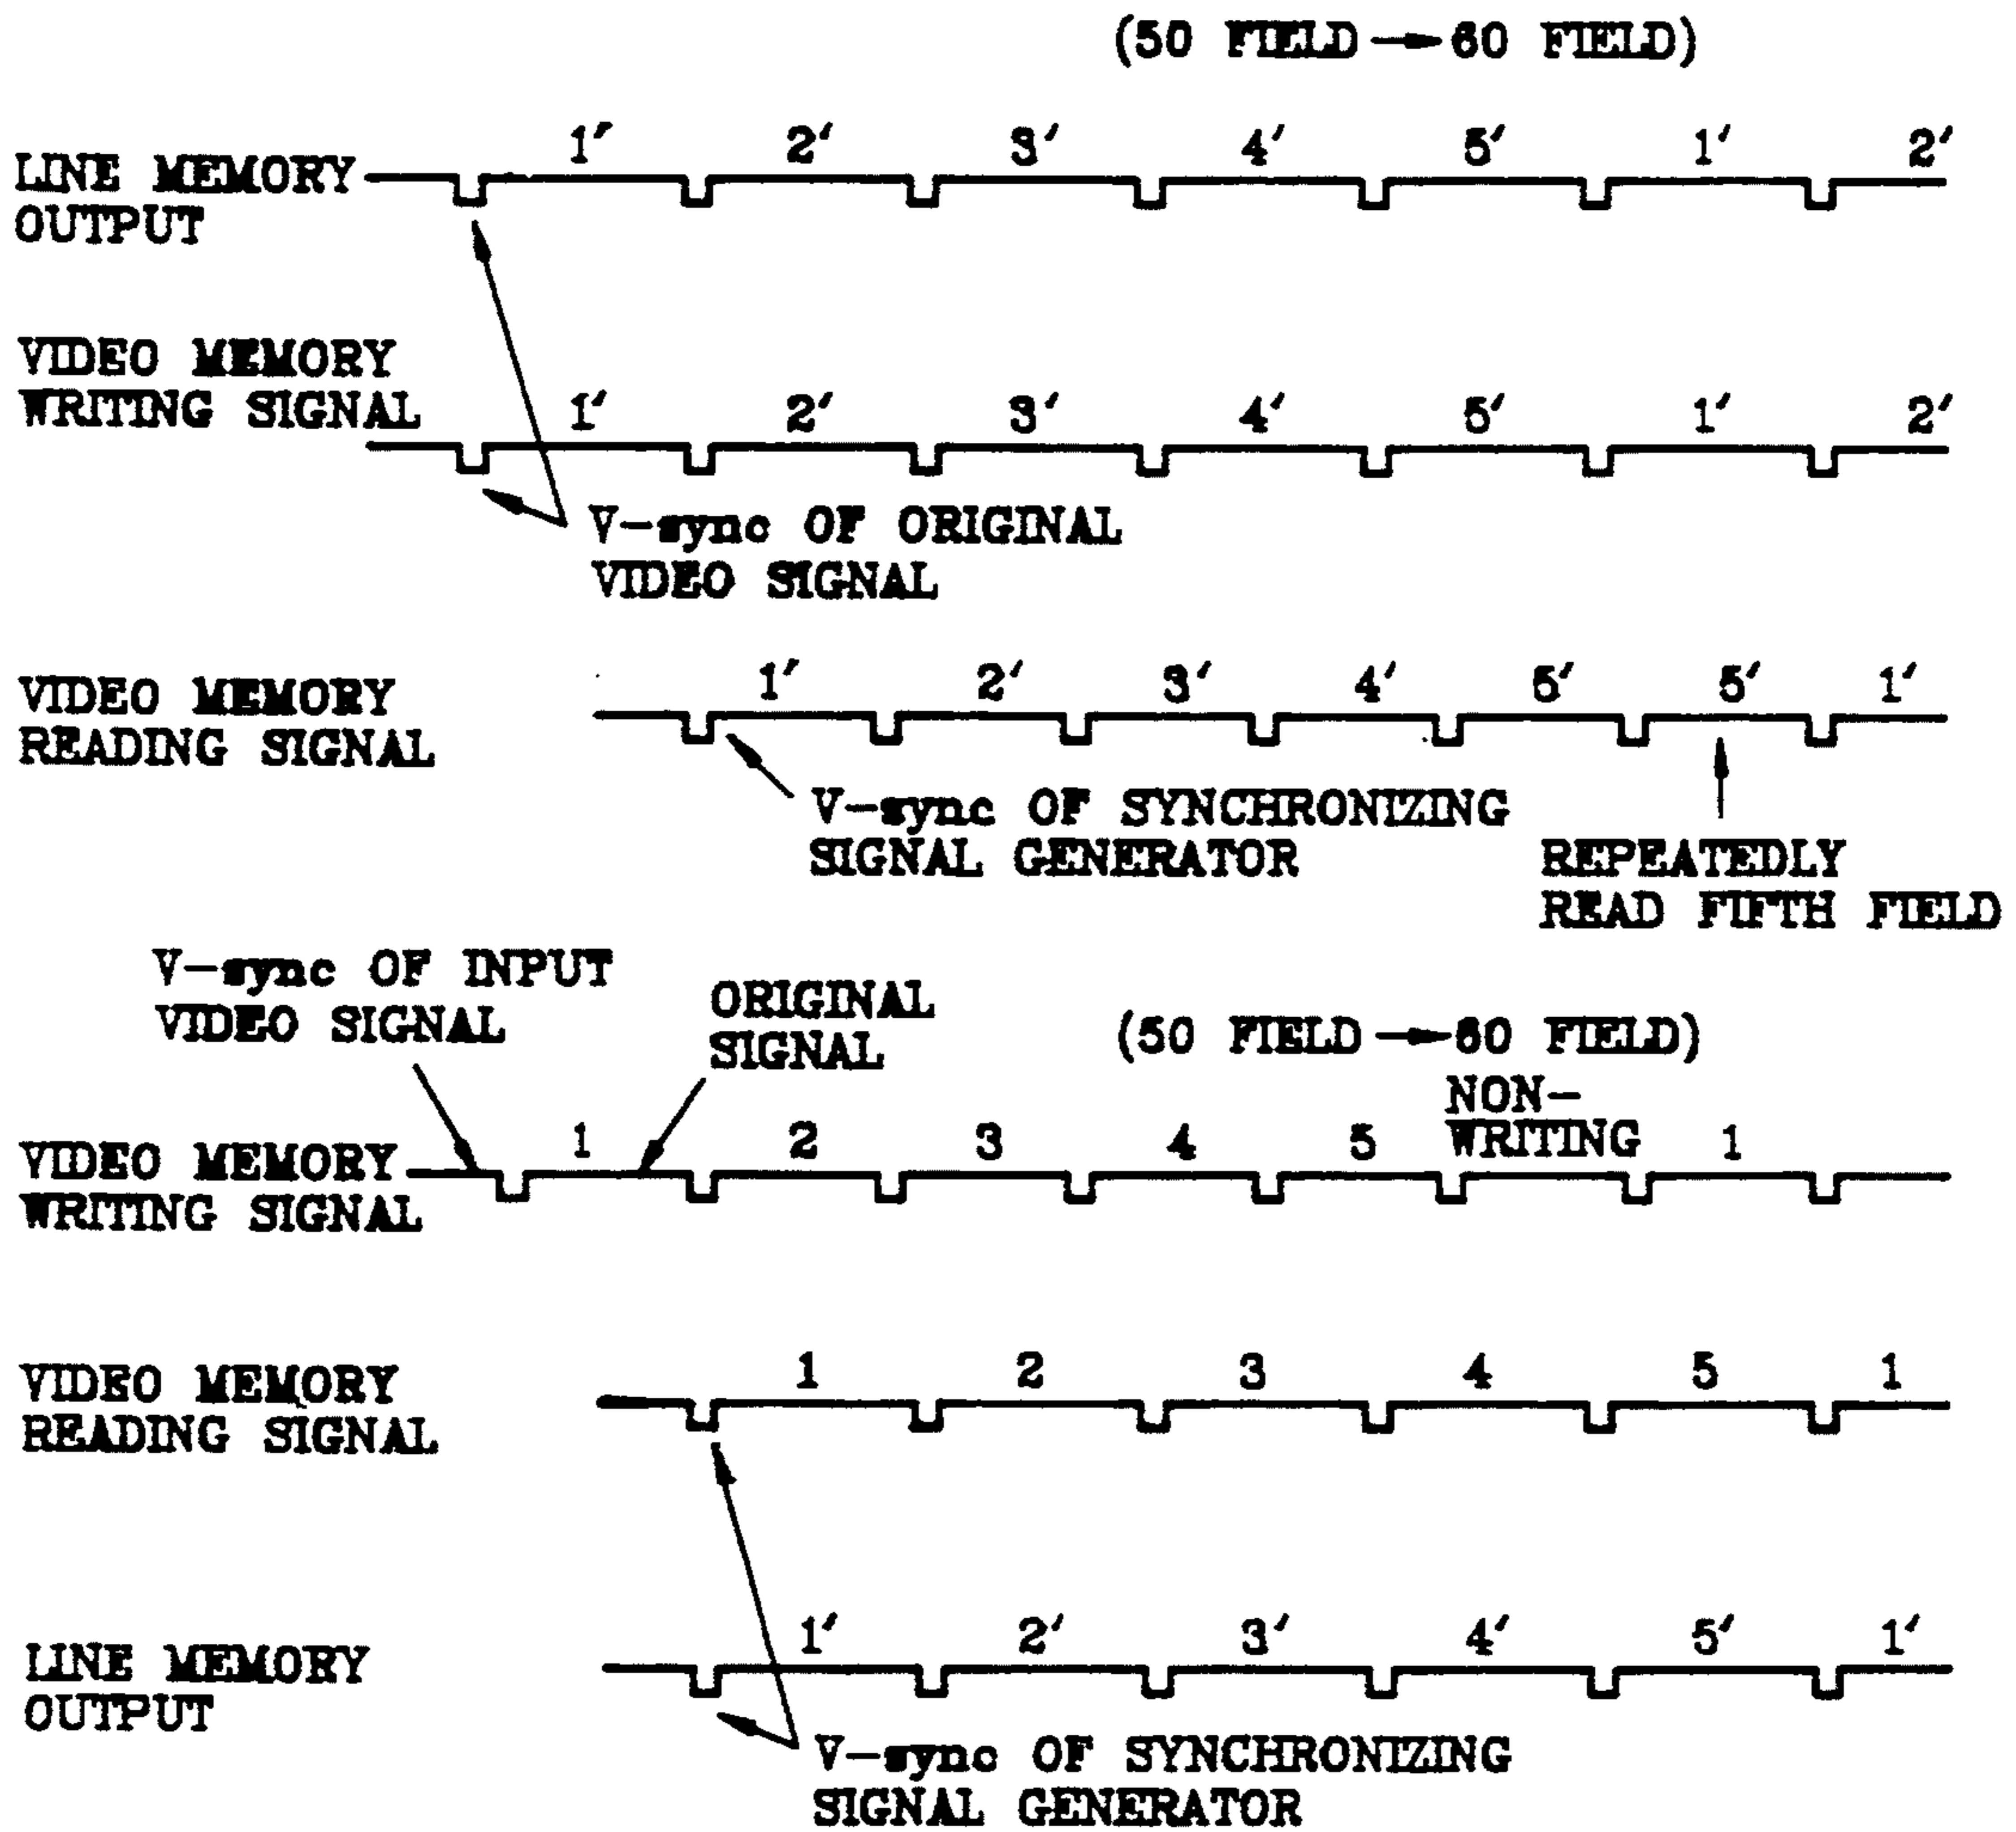 (50 FIELD→60 FIELD)
1′ 2′ 3′ 4′ 5′ 1′ 2′
LINE MEMORY
OUTPUT
VIDEO MEMORY
WRITING SIGNAL
1′ 2′ 3′ 4′ 5′ 1′ 2′
V-sync OF ORIGINAL
VIDEO SIGNAL
1′ 2′ 3′ 4′ 5′ 5′ 1′
VIDEO MEMORY
READING SIGNAL
V-sync OF SYNCHRONIZING
SIGNAL GENERATOR
REPEATEDLY
READ FIFTH FIELD
V-sync OF INPUT
VIDEO SIGNAL
ORIGINAL
SIGNAL
(50 FIELD→60 FIELD)
NON-
WRITING
1 2 3 4 5 1
VIDEO MEMORY
WRITING SIGNAL
1 2 3 4 5 1
VIDEO MEMORY
READING SIGNAL
1′ 2′ 3′ 4′ 5′ 1′
LINE MEMORY
OUTPUT
V-sync OF SYNCHRONIZING
SIGNAL GENERATOR